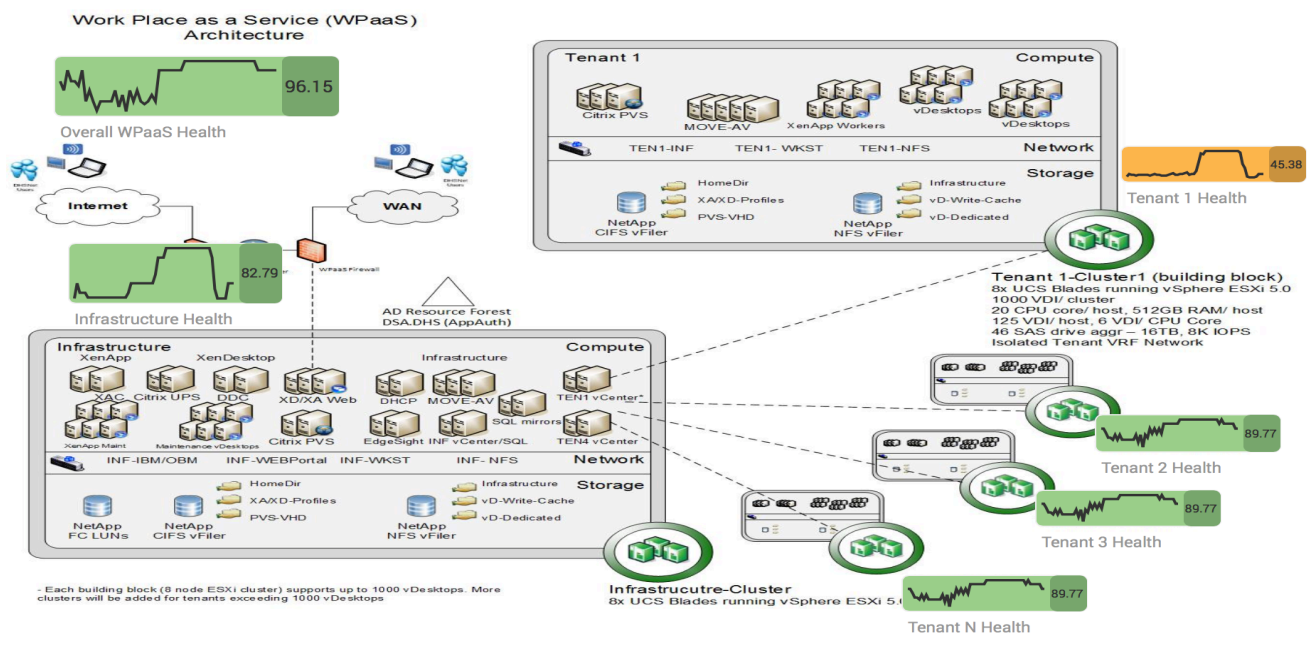 Work Place as a Service (WPaaS)
Architecture
96.15
Overall WPaaS Health
Internet
WAN
WPaaS Firewall
82.79
Infrastructure Health
AD Resource Forest
DSA.DHS (AppAuth)
Tenant 1
Compute
Citrix PVS
MOVE-AV
XenApp Workers
vDesktops
vDesktops
TEN1-INF
TEN1- WKST
TEN1-NFS
Network
Storage
HomeDir
XA/XD-Profiles
PVS-VHD
NetApp
CIFS vFiler
Infrastructure
vD-Write-Cache
vD-Dedicated
NetApp
NFS vFiler
45.38
Tenant 1 Health
Tenant 1-Cluster1 (building block)
8x UCS Blades running vSphere ESXi 5.0
1000 VDI/ cluster
20 CPU core/ host, 512GB RAM/ host
125 VDI/ host, 6 VDI/ CPU Core
46 SAS drive aggr – 16TB, 8K IOPS
Isolated Tenant VRF Network
Infrastructure
Compute
XenApp
XenDesktop
Infrastructure
XAC
Citrix UPS
DDC
XD/XA Web
DHCP
MOVE-AV
SQL mirrors
TEN1 vCenter*
XenApp Maint
Maintenance vDesktops
Citrix PVS
EdgeSight
INF vCenter/SQL
TEN4 vCenter
INF-IBM/OBM
INF-WEBPortal
INF-WKST
INF- NFS
Network
Storage
HomeDir
XA/XD-Profiles
PVS-VHD
Infrastructure
vD-Write-Cache
vD-Dedicated
NetApp
FC LUNs
NetApp
CIFS vFiler
NetApp
NFS vFiler
89.77
Tenant 2 Health
89.77
Tenant 3 Health
89.77
Tenant N Health
Infrastrucutre-Cluster
8x UCS Blades running vSphere ESXi 5.0
- Each building block (8 node ESXi cluster) supports up to 1000 vDesktops. More
clusters will be added for tenants exceeding 1000 vDesktops